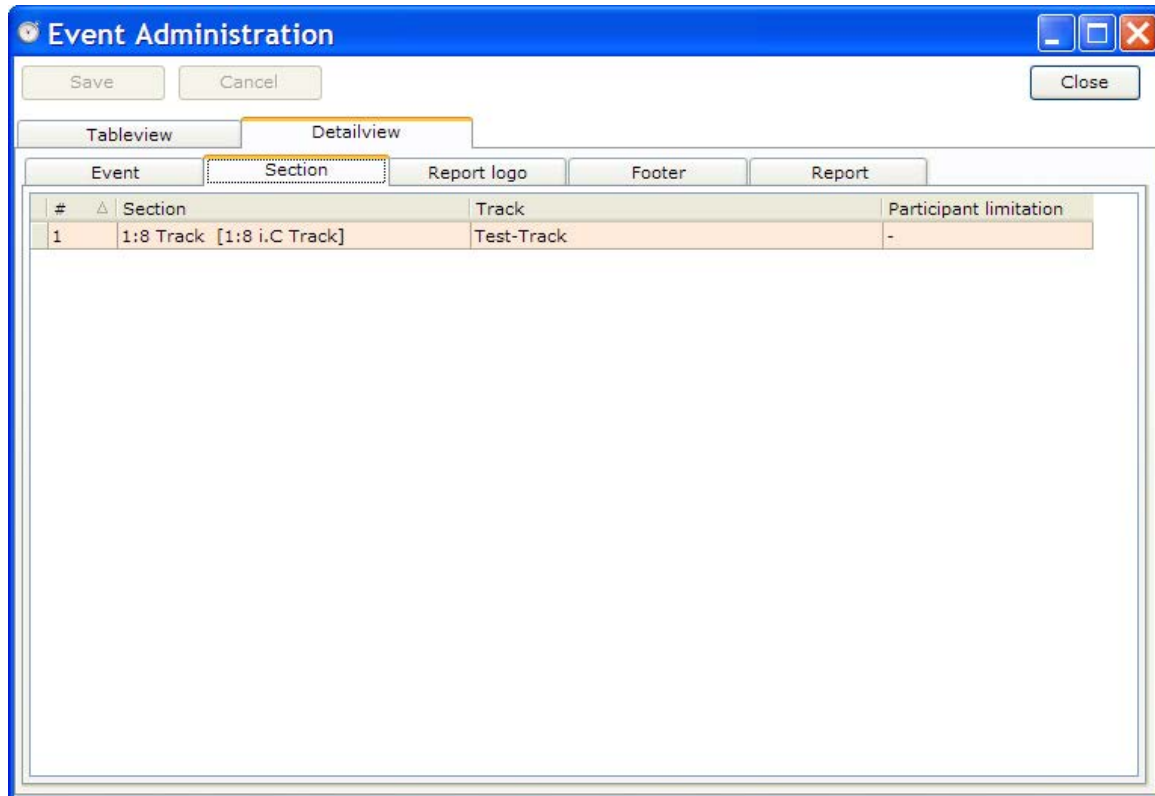 Event Administration
Save Cancel Close
Tableview Detailview
Event Section Report logo Footer Report
# Section Track Participant limitation
1 1:8 Track [1:8 i.C Track] Test-Track -